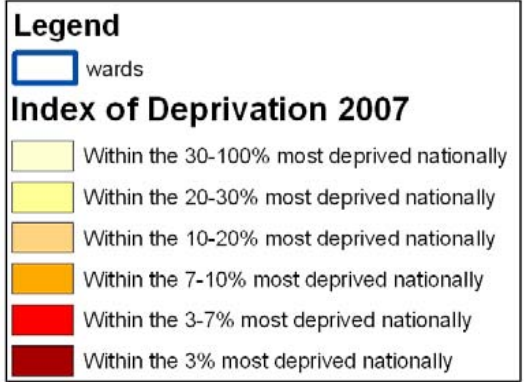 Legend
wards
Index of Deprivation 2007
Within the 30-100% most deprived nationally
Within the 20-30% most deprived nationally
Within the 10-20% most deprived nationally
Within the 7-10% most deprived nationally
Within the 3-7% most deprived nationally
Within the 3% most deprived nationally